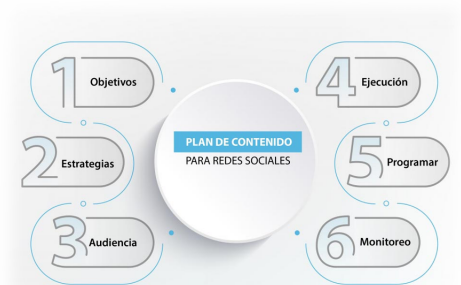 1 Objetivos
2 Estrategias
3 Audiencia
PLAN DE CONTENIDO
PARA REDES SOCIALES
4 Ejecución
5 Programar
6 Monitoreo